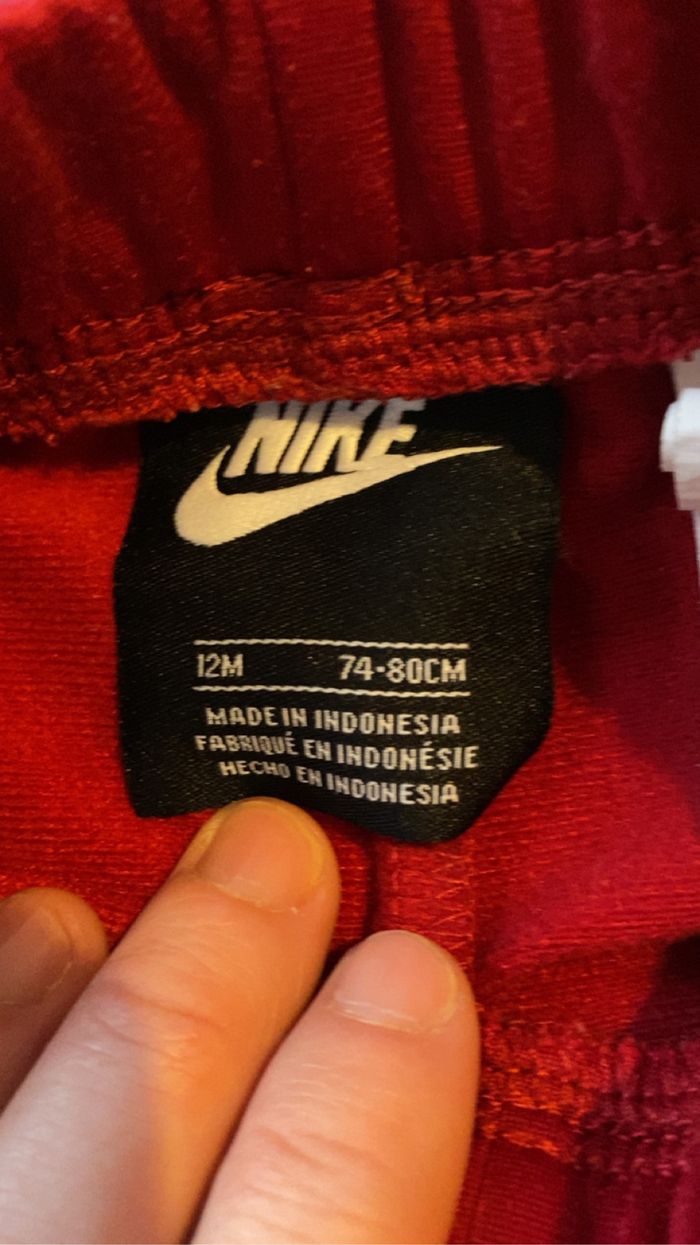 NIKE
12M 74-80CM
MADE IN INDONESIA
FABRIQUÉ EN INDONÉSIE
HECHO EN INDONESIA